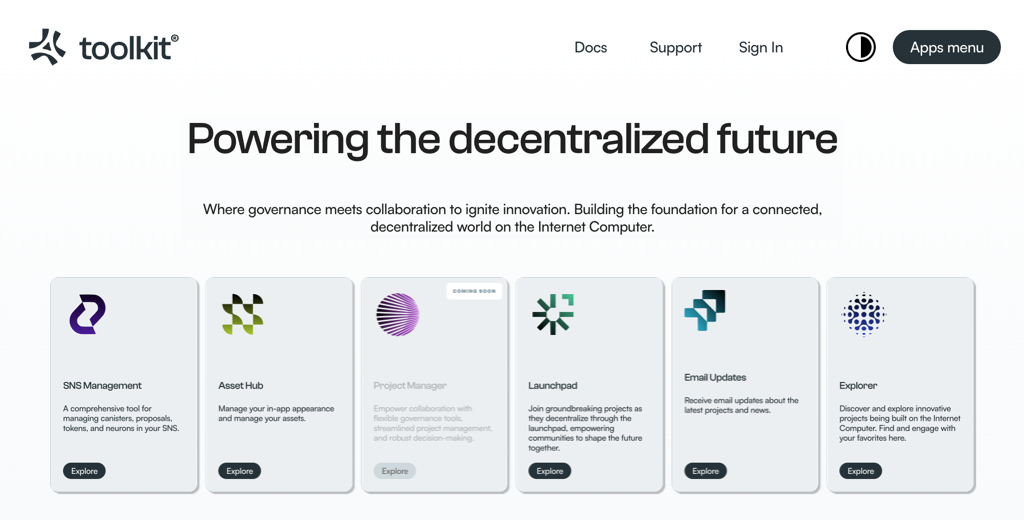 toolkit®
Docs
Support
Sign In
Apps menu
Powering the decentralized future
Where governance meets collaboration to ignite innovation. Building the foundation for a connected,
decentralized world on the Internet Computer.
SNS Management
A comprehensive tool for
managing canisters, proposals,
tokens, and neurons in your SNS.
Explore
Asset Hub
Manage your in-app appearance
and manage your assets.
Explore
COMING SOON
Project Manager
Empower collaboration with
flexible governance tools,
streamlined project management,
and robust decision-making.
Explore
Launchpad
Join groundbreaking projects as
they decentralize through the
launchpad, empowering
communities to shape the future
together.
Explore
Email Updates
Receive email updates about the
latest projects and news.
Explore
Explorer
Discover and explore innovative
projects being built on the Internet
Computer. Find and engage with
your favorites here.
Explore